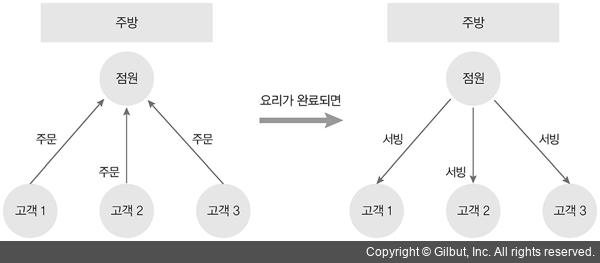 주방
점원
주문
주문
주문
고객 1
고객 2
고객 3
요리가 완료되면
주방
점원
서빙
서빙
서빙
고객 1
고객 2
고객 3
Copyright © Gilbut, Inc. All rights reserved.